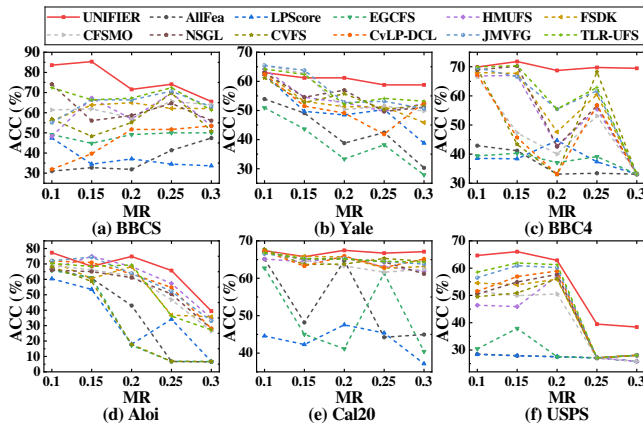 UNIFIER AllFea LPScore EGCFS HMUFS FSDK
CFSMO NSGL CVFS CvLP-DCL JMVFG TLR-UFS
ACC (%)
90
80
70
60
50
40
30
20
0.1 0.15 0.2 0.25 0.3
MR
(a) BBCS
ACC (%)
70
60
50
40
30
0.1 0.15 0.2 0.25 0.3
MR
(b) Yale
ACC (%)
70
60
50
40
30
0.1 0.15 0.2 0.25 0.3
MR
(c) BBC4
ACC (%)
80
70
60
50
40
30
20
10
0
0.1 0.15 0.2 0.25 0.3
MR
(d) Aloi
ACC (%)
70
60
50
40
0.1 0.15 0.2 0.25 0.3
MR
(e) Cal20
ACC (%)
70
60
50
40
30
0.1 0.15 0.2 0.25 0.3
MR
(f) USPS